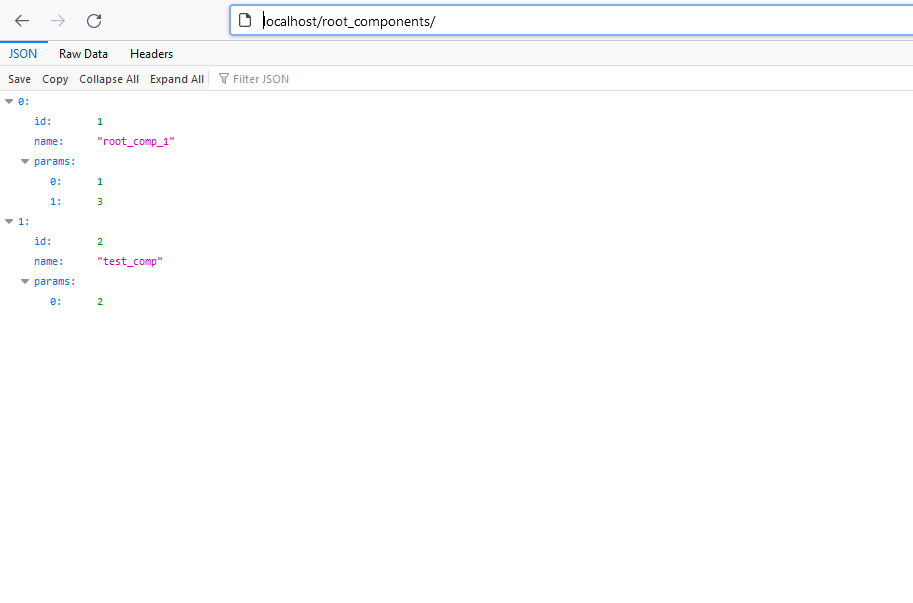 localhost/root_components/
JSON Raw Data Headers
Save Copy Collapse All Expand All Filter JSON
0:
id: 1
name: "root_comp_1"
params:
0: 1
1: 3
1:
id: 2
name: "test_comp"
params:
0: 2